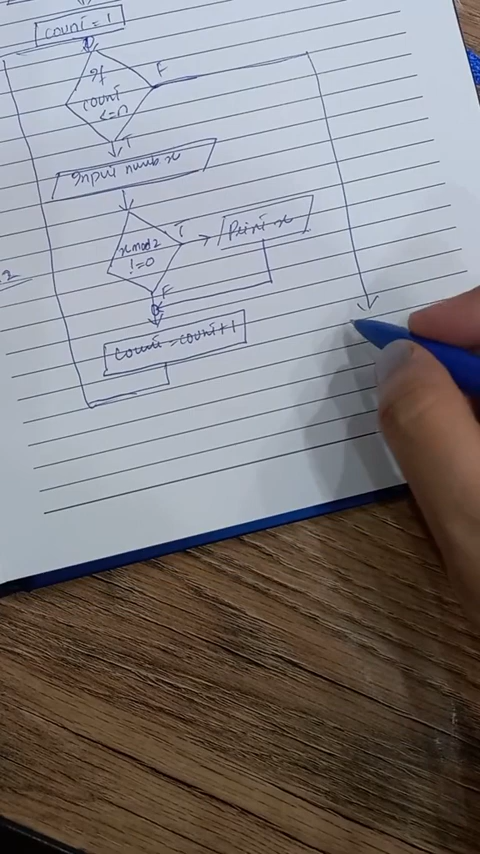 count = 1
if
count
<=n
F
T
Input numb x
x mod 2
!=0
T
Print x
F
count =count+1